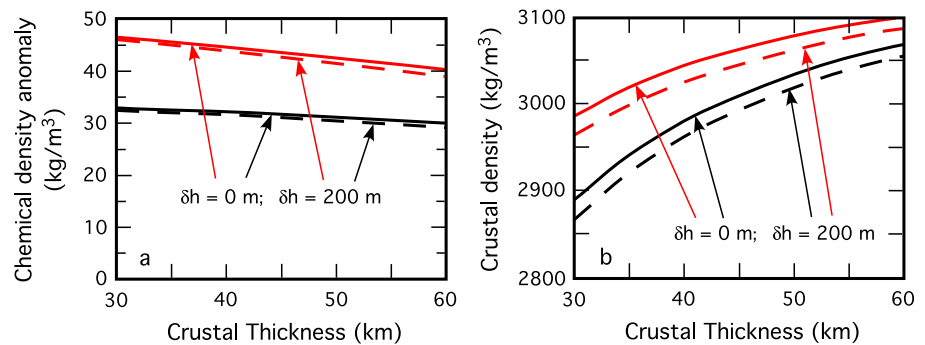 Chemical density anomaly
(kg/m³)
50
40
30
20
10
0
δh = 0 m; δh = 200 m
a
30 40 50 60
Crustal Thickness (km)
Crustal density (kg/m³)
3100
3000
2900
2800
δh = 0 m; δh = 200 m
b
30 40 50 60
Crustal Thickness (km)